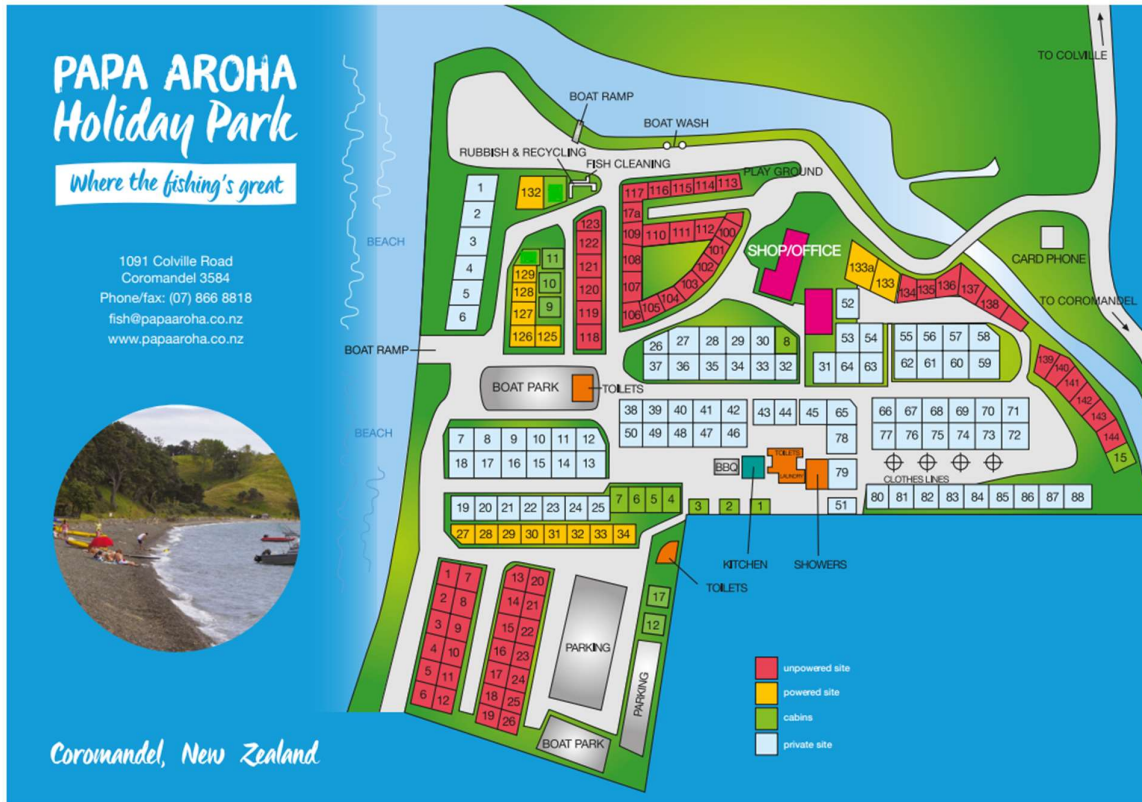 PAPA AROHA
Holiday Park
Where the fishing's great
1091 Colville Road
Coromandel 3584
Phone/fax: (07) 866 8818
fish@papaaroha.co.nz
www.papaaroha.co.nz
Coromandel, New Zealand
TO COLVILLE
BOAT RAMP
BOAT WASH
RUBBISH & RECYCLING
FISH CLEANING
PLAY GROUND
BEACH
SHOP/OFFICE
CARD PHONE
TO COROMANDEL
BOAT RAMP
BOAT PARK
TOILETS
BEACH
BBQ
TOILETS
LAUNDRY
CLOTHES LINES
KITCHEN
SHOWERS
TOILETS
PARKING
PARKING
BOAT PARK
1
2
3
4
5
6
132
129
128
127
126 125
11
10
9
123
122
121
120
119
118
117 116 115 114 113
17a
109 110 111 112 100
108
107
106 105 104 102 101
133a 133 134 135 136 137 138
139
140
141
142
143
144
15
52
26 27 28 29 30 8
37 36 35 34 33 32
53 54
31 64 63
55 56 57 58
62 61 60 59
38 39 40 41 42
50 49 48 47 46
43 44
45 65
78
79
51
66 67 68 69 70 71
77 76 75 74 73 72
80 81 82 83 84 85 86 87 88
7 8 9 10 11 12
18 17 16 15 14 13
19 20 21 22 23 24 25
7 6 5 4
3 2 1
27 28 29 30 31 32 33 34
1 7
2 8
3 9
4 10
5 11
6 12
13 20
14 21
15 22
16 23
17 24
18 25
19 26
17
12
unpowered site
powered site
cabins
private site